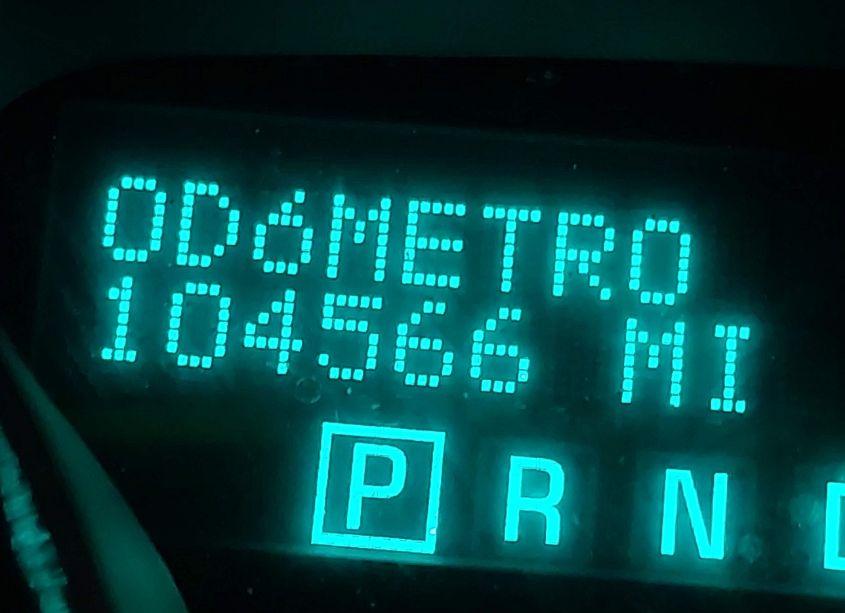 ODóMETRO
104566 MI
P R N